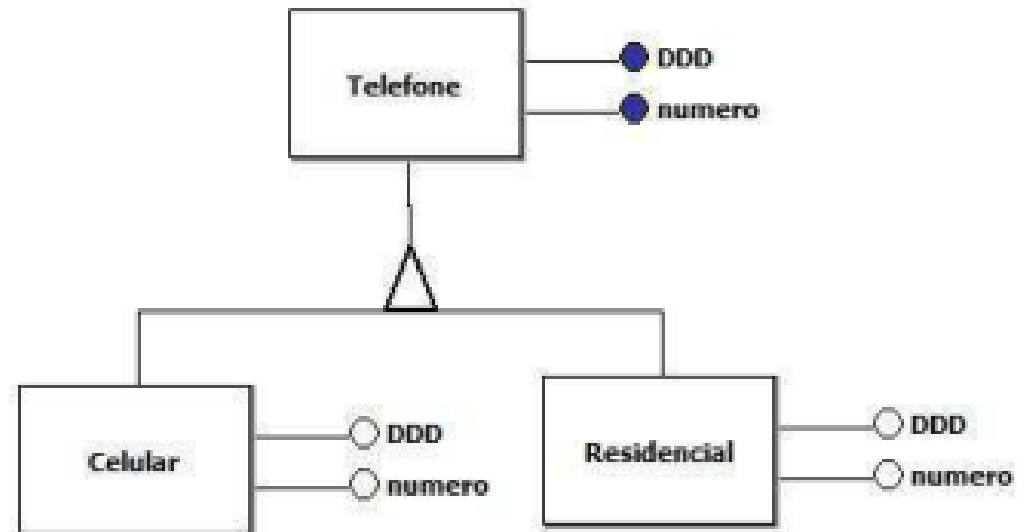 Telefone
DDD
numero
Celular
DDD
numero
Residencial
DDD
numero